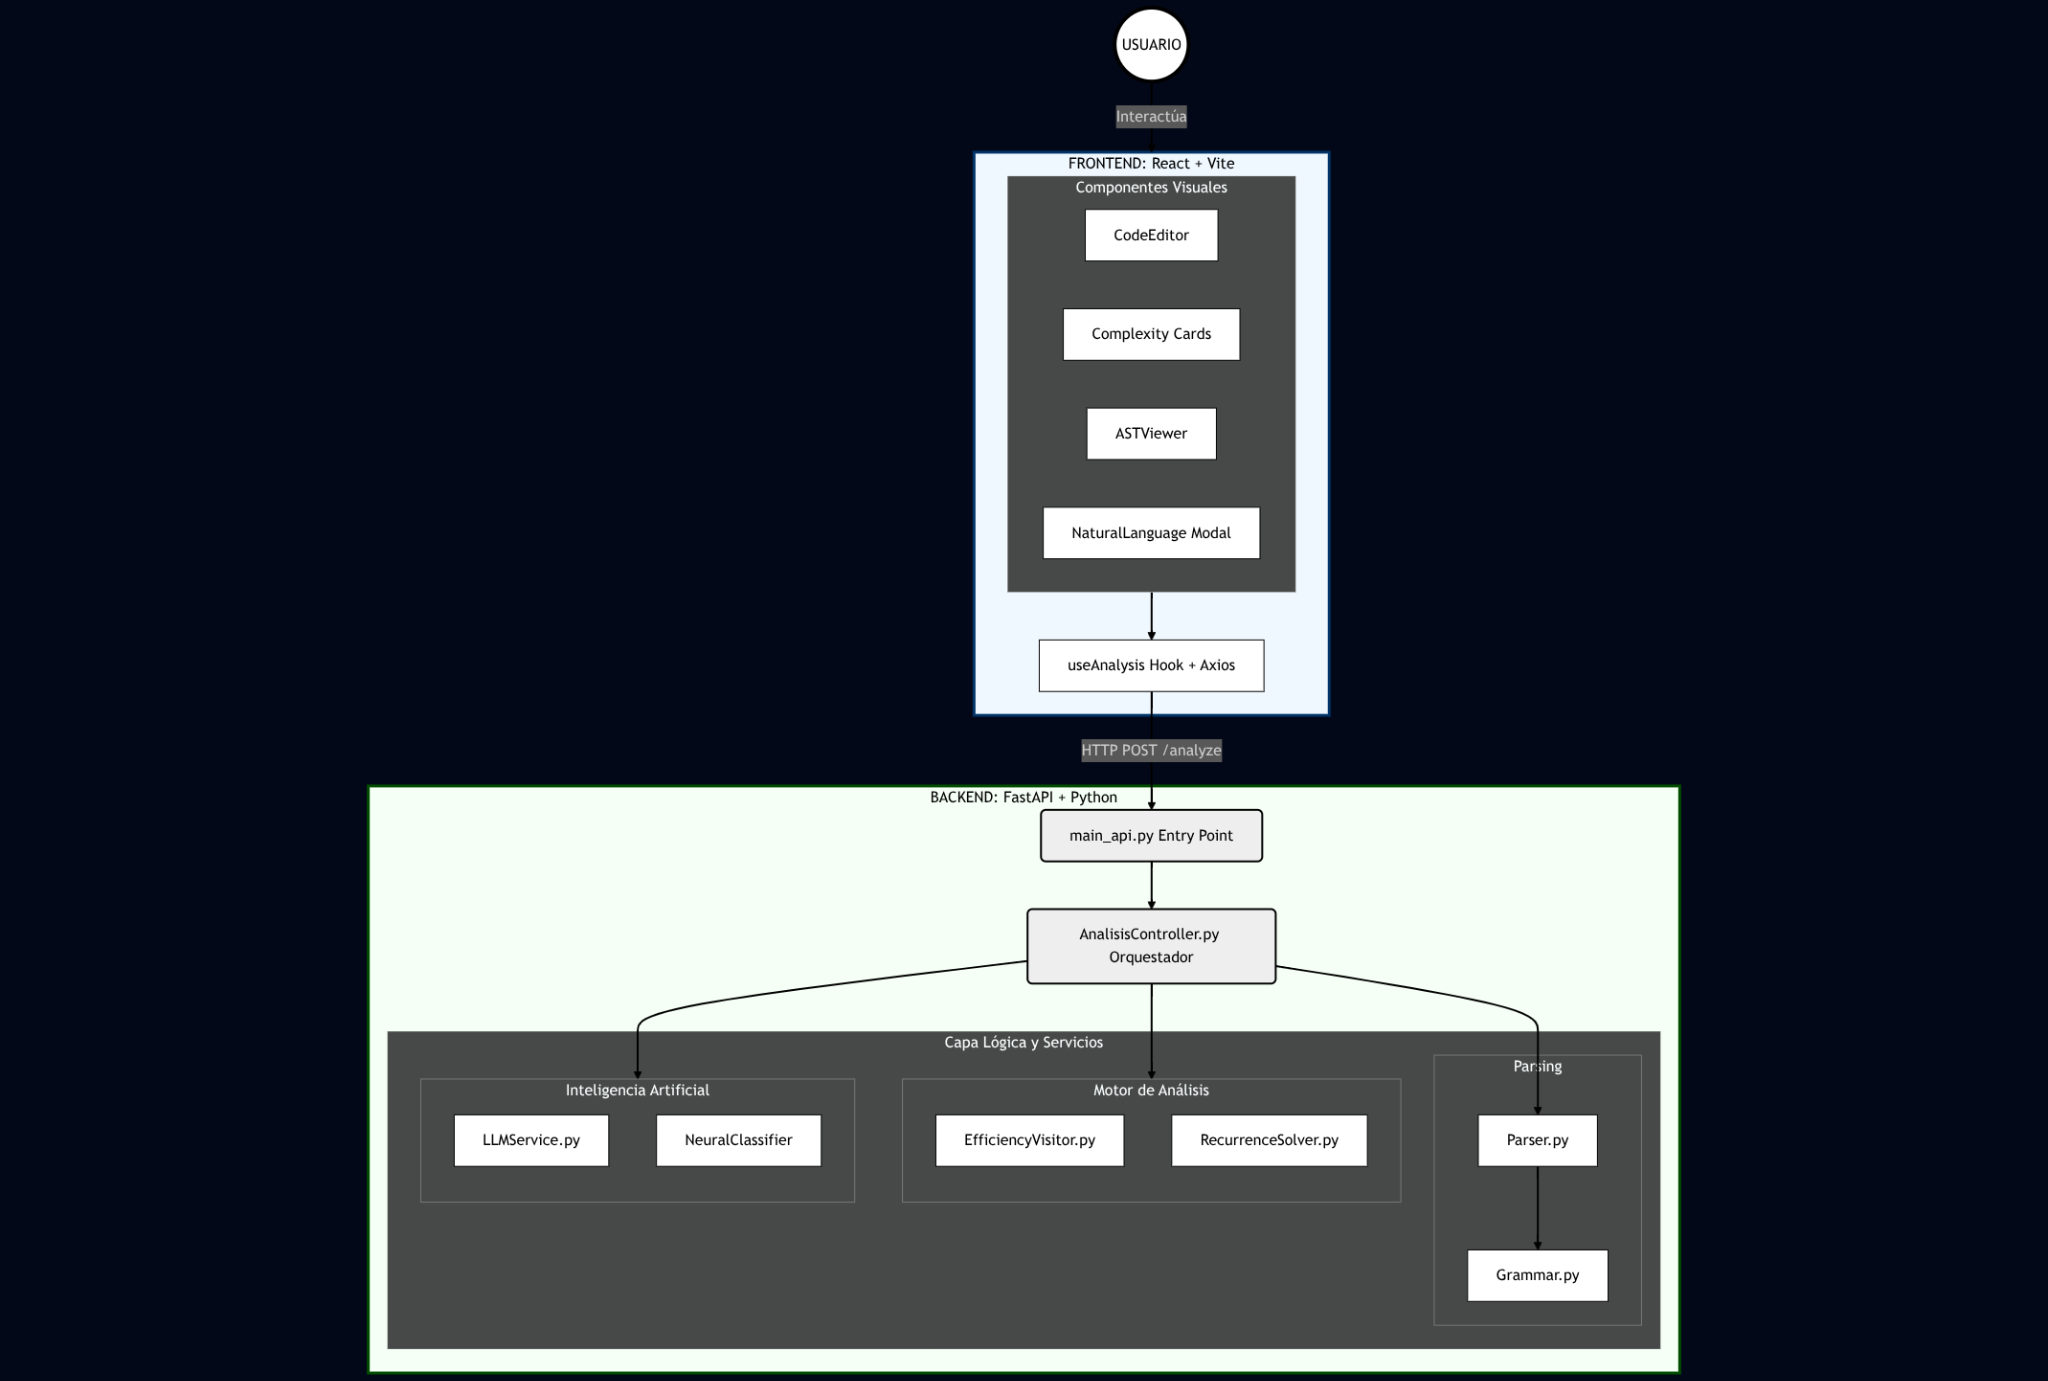 USUARIO
Interactúa
FRONTEND: React + Vite
Componentes Visuales
CodeEditor
Complexity Cards
ASTViewer
NaturalLanguage Modal
useAnalysis Hook + Axios
HTTP POST /analyze
BACKEND: FastAPI + Python
main_api.py Entry Point
AnalisisController.py
Orquestador
Capa Lógica y Servicios
Inteligencia Artificial
LLMService.py
NeuralClassifier
Motor de Análisis
EfficiencyVisitor.py
RecurrenceSolver.py
Parsing
Parser.py
Grammar.py